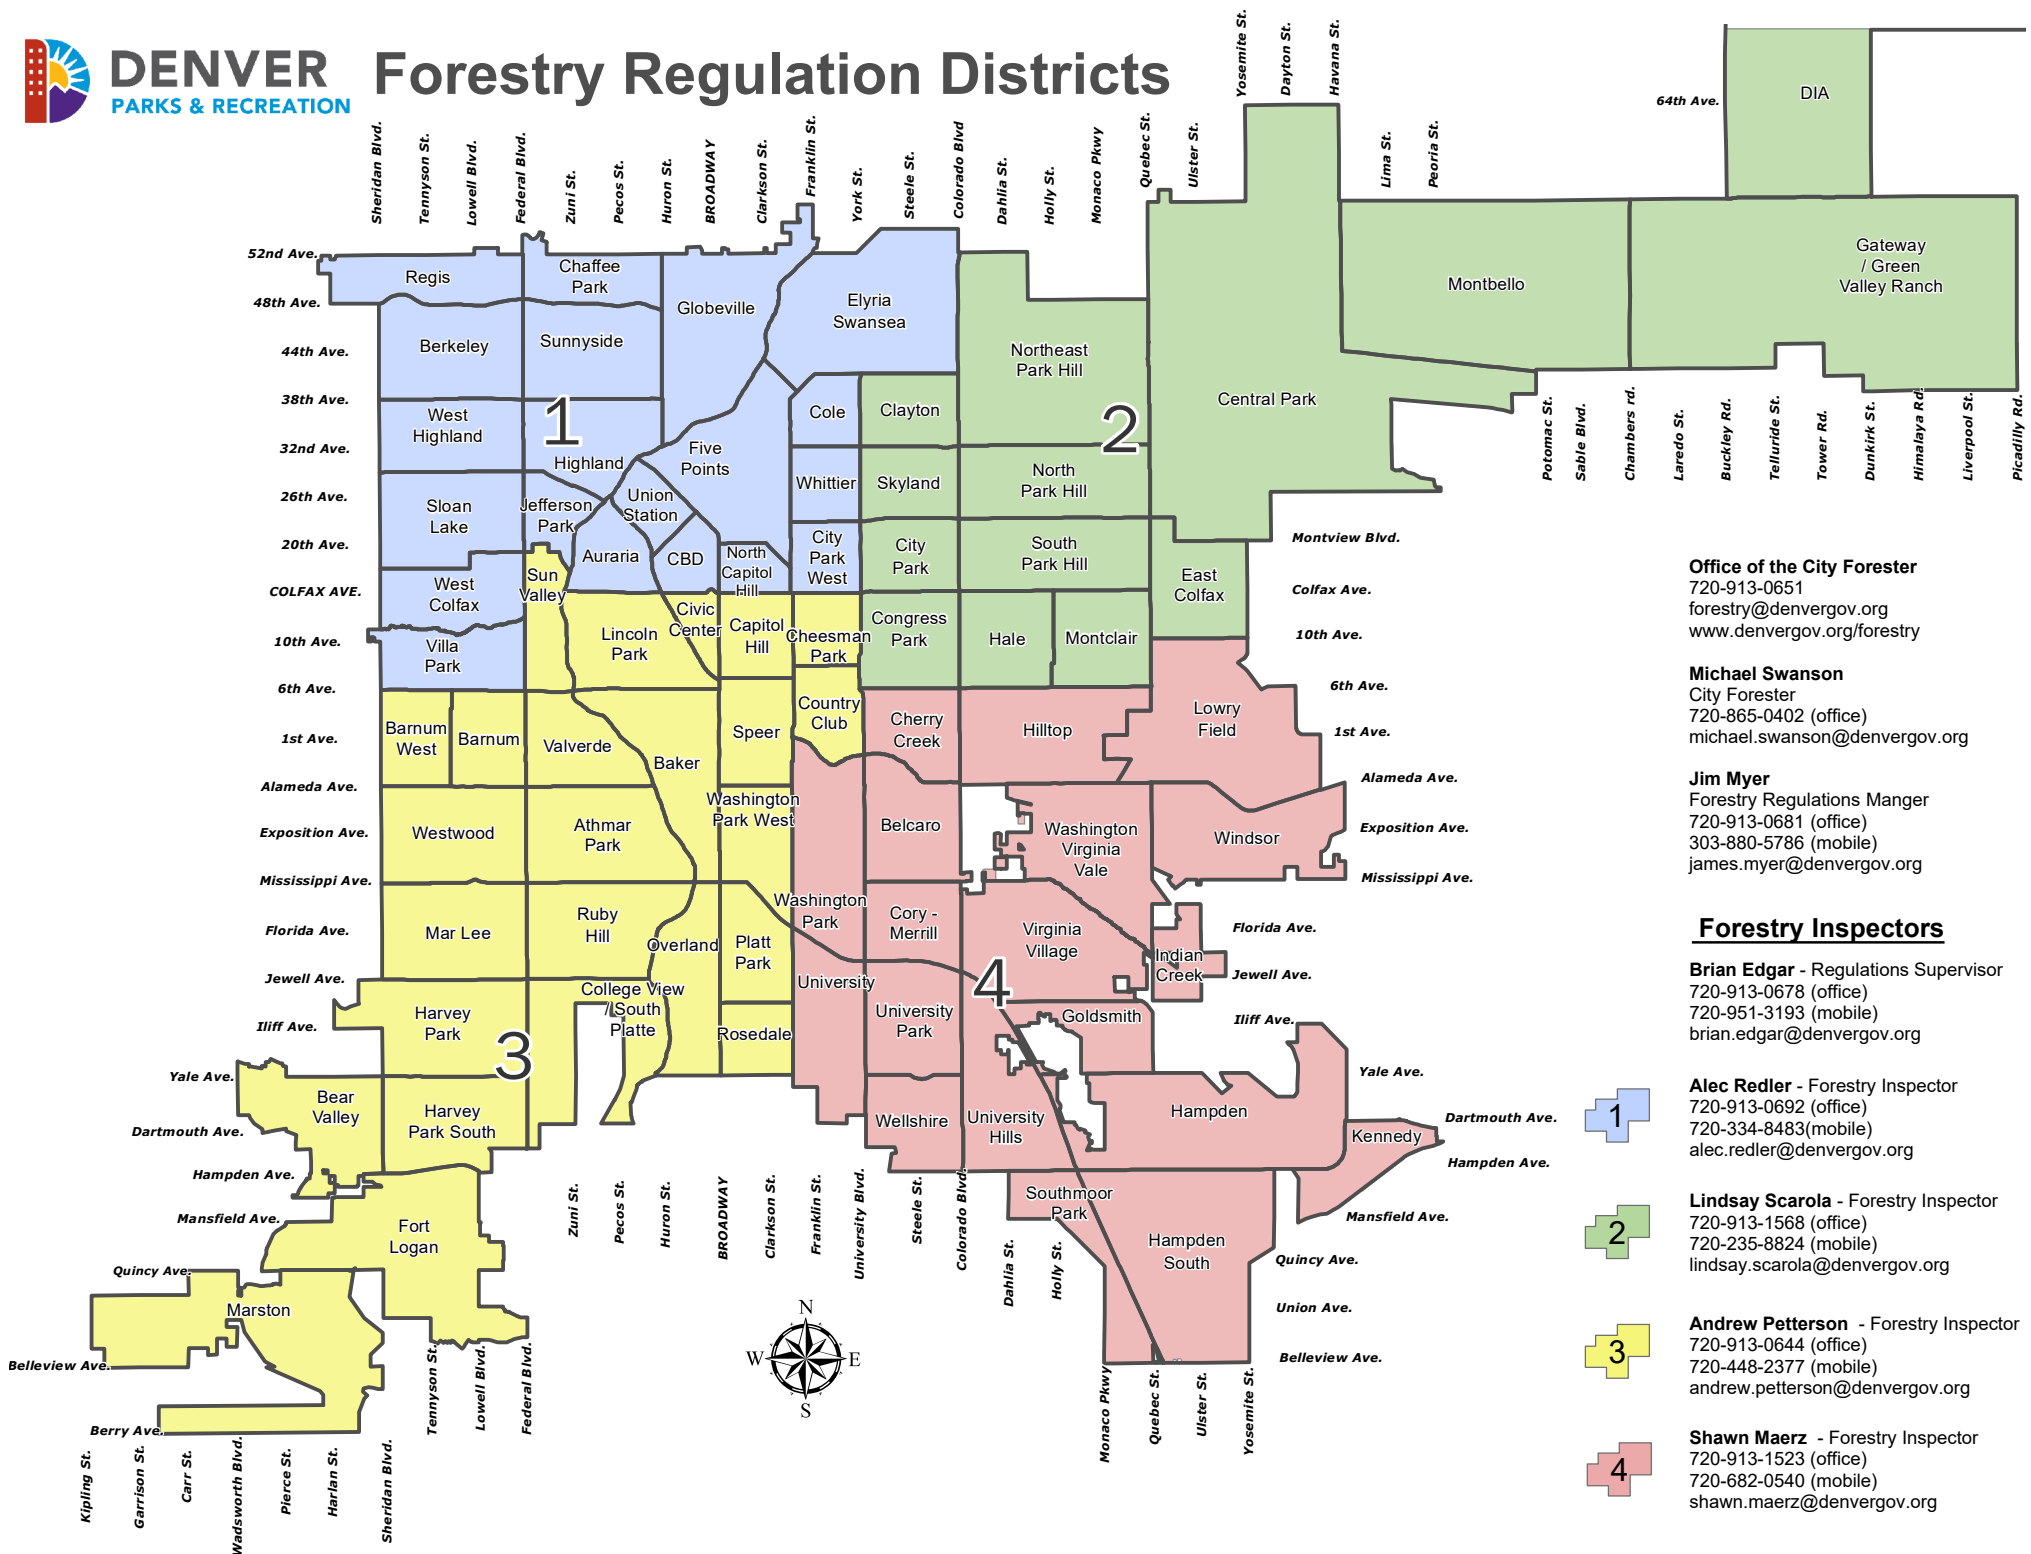 DENVER
PARKS & RECREATION
Forestry Regulation Districts
Sheridan Blvd.
Tennyson St.
Lowell Blvd.
Federal Blvd.
Zuni St.
Pecos St.
Huron St.
BROADWAY
Clarkson St.
Franklin St.
York St.
Steele St.
Colorado Blvd
Dahlia St.
Holly St.
Monaco Pkwy
Quebec St.
Ulster St.
Yosemite St.
Dayton St.
Havana St.
Lima St.
Peoria St.
64th Ave.
52nd Ave.
48th Ave.
44th Ave.
38th Ave.
32nd Ave.
26th Ave.
20th Ave.
COLFAX AVE.
10th Ave.
6th Ave.
1st Ave.
Alameda Ave.
Exposition Ave.
Mississippi Ave.
Florida Ave.
Jewell Ave.
Iliff Ave.
Yale Ave.
Dartmouth Ave.
Hampden Ave.
Mansfield Ave.
Quincy Ave.
Belleview Ave.
Berry Ave.
DIA
Regis
Chaffee
Park
Globeville
Elyria
Swansea
Berkeley
Sunnyside
West
Highland
1
Highland
Five
Points
Cole
Whittier
Union
Station
Sloan
Lake
Jefferson
Park
Auraria
CBD
North
Capitol
Hill
City
Park
West
West
Colfax
Villa
Park
Montbello
Gateway
/ Green
Valley Ranch
Northeast
Park Hill
Central Park
2
Clayton
Skyland
North
Park Hill
City
Park
South
Park Hill
East
Colfax
Congress
Park
Hale
Montclair
Sun
Valley
Lincoln
Park
Civic
Center
Capitol
Hill
Cheesman
Park
Country
Club
Barnum
West
Barnum
Valverde
Baker
Speer
Westwood
Athmar
Park
Washington
Park West
Mar Lee
Ruby
Hill
Overland
Platt
Park
College View
/ South
Platte
Rosedale
Harvey
Park
3
Bear
Valley
Harvey
Park South
Fort
Logan
Marston
Cherry
Creek
Hilltop
Lowry
Field
Belcaro
Washington
Virginia
Vale
Windsor
Washington
Park
Cory -
Merrill
Virginia
Village
Indian
Creek
University
4
University
Park
Goldsmith
Wellshire
University
Hills
Hampden
Kennedy
Southmoor
Park
Hampden
South
Potomac St.
Sable Blvd.
Chambers rd.
Laredo St.
Buckley Rd.
Telluride St.
Tower Rd.
Dunkirk St.
Himalaya Rd.
Liverpool St.
Picadilly Rd.
Montview Blvd.
Colfax Ave.
10th Ave.
6th Ave.
1st Ave.
Alameda Ave.
Exposition Ave.
Mississippi Ave.
Florida Ave.
Jewell Ave.
Iliff Ave.
Yale Ave.
Dartmouth Ave.
Hampden Ave.
Mansfield Ave.
Quincy Ave.
Union Ave.
Belleview Ave.
Zuni St.
Pecos St.
Huron St.
BROADWAY
Clarkson St.
Franklin St.
University Blvd.
Steele St.
Colorado Blvd.
Dahlia St.
Holly St.
Monaco Pkwy
Quebec St.
Ulster St.
Yosemite St.
Tennyson St.
Lowell Blvd.
Federal Blvd.
Kipling St.
Garrison St.
Carr St.
Wadsworth Blvd.
Pierce St.
Harlan St.
Sheridan Blvd.
N
W
E
S
Office of the City Forester
720-913-0651
forestry@denvergov.org
www.denvergov.org/forestry
Michael Swanson
City Forester
720-865-0402 (office)
michael.swanson@denvergov.org
Jim Myer
Forestry Regulations Manger
720-913-0681 (office)
303-880-5786 (mobile)
james.myer@denvergov.org
Forestry Inspectors
Brian Edgar - Regulations Supervisor
720-913-0678 (office)
720-951-3193 (mobile)
brian.edgar@denvergov.org
1
Alec Redler - Forestry Inspector
720-913-0692 (office)
720-334-8483(mobile)
alec.redler@denvergov.org
2
Lindsay Scarola - Forestry Inspector
720-913-1568 (office)
720-235-8824 (mobile)
lindsay.scarola@denvergov.org
3
Andrew Petterson - Forestry Inspector
720-913-0644 (office)
720-448-2377 (mobile)
andrew.petterson@denvergov.org
4
Shawn Maerz - Forestry Inspector
720-913-1523 (office)
720-682-0540 (mobile)
shawn.maerz@denvergov.org